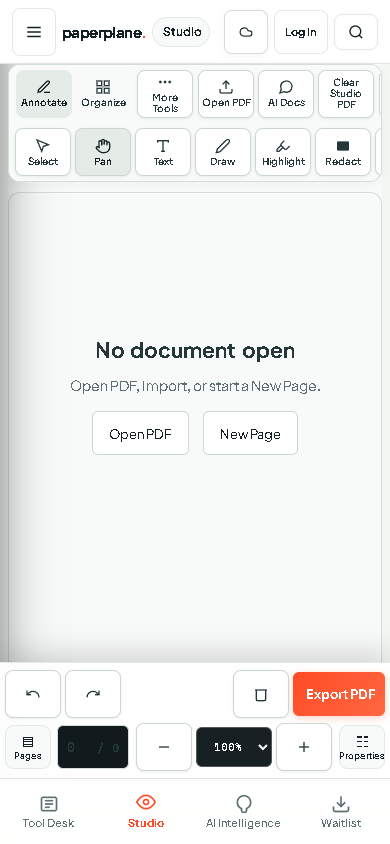 paperplane. Studio Log In
Annotate Organize More Tools Open PDF AI Docs Clear Studio PDF
Select Pan Text Draw Highlight Redact
No document open
Open PDF, Import, or start a New Page.
Open PDF New Page
Export PDF
Pages 0 / 0 100% Properties
Tool Desk Studio AI Intelligence Waitlist